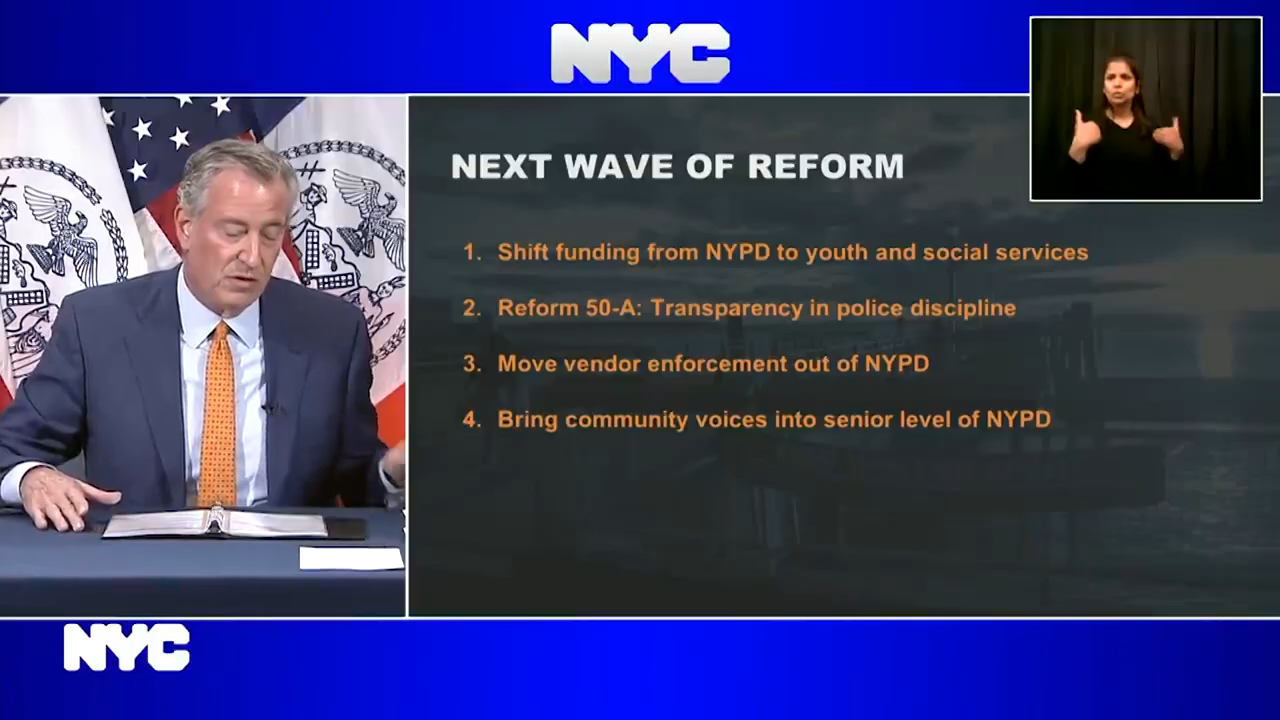 NYC
NEXT WAVE OF REFORM
1. Shift funding from NYPD to youth and social services
2. Reform 50-A: Transparency in police discipline
3. Move vendor enforcement out of NYPD
4. Bring community voices into senior level of NYPD
NYC